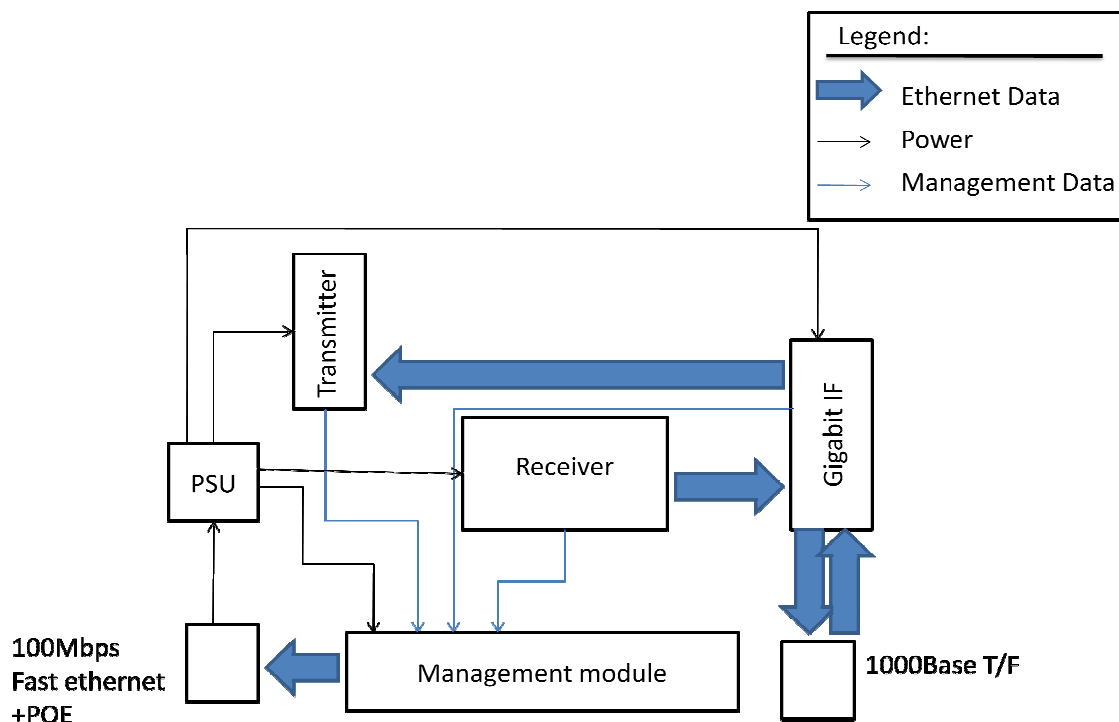 Legend:
Ethernet Data
Power
Management Data
Transmitter
Gigabit IF
Receiver
PSU
100Mbps
Fast ethernet
+POE
Management module
1000Base T/F